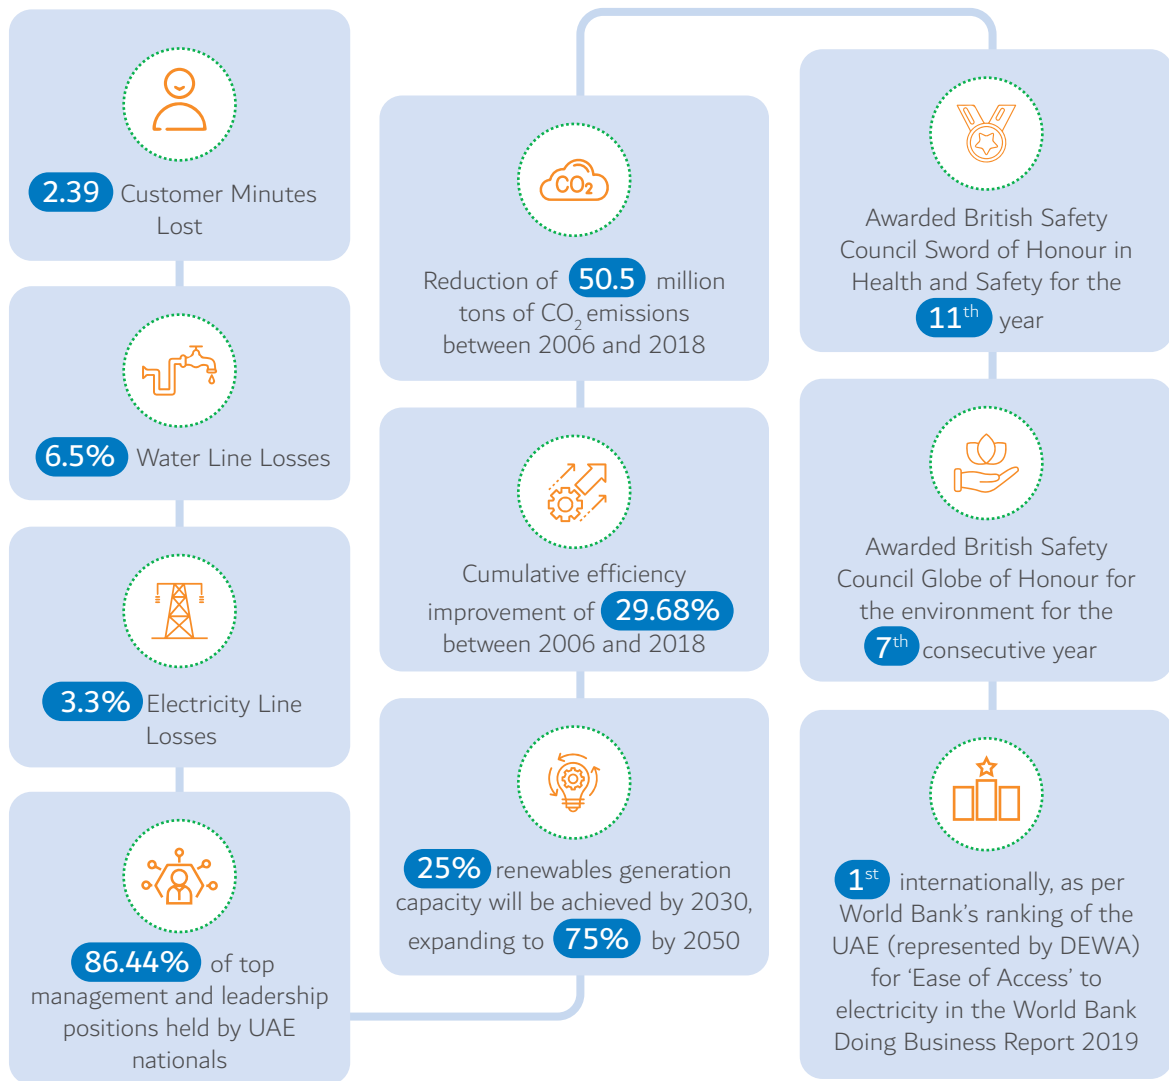 2.39 Customer Minutes
Lost
6.5% Water Line Losses
3.3% Electricity Line
Losses
86.44% of top
management and leadership
positions held by UAE
nationals
CO₂
Reduction of 50.5 million
tons of CO₂ emissions
between 2006 and 2018
Cumulative efficiency
improvement of 29.68%
between 2006 and 2018
25% renewables generation
capacity will be achieved by 2030,
expanding to 75% by 2050
Awarded British Safety
Council Sword of Honour in
Health and Safety for the
11th year
Awarded British Safety
Council Globe of Honour for
the environment for the
7th consecutive year
1st internationally, as per
World Bank’s ranking of the
UAE (represented by DEWA)
for ‘Ease of Access’ to
electricity in the World Bank
Doing Business Report 2019